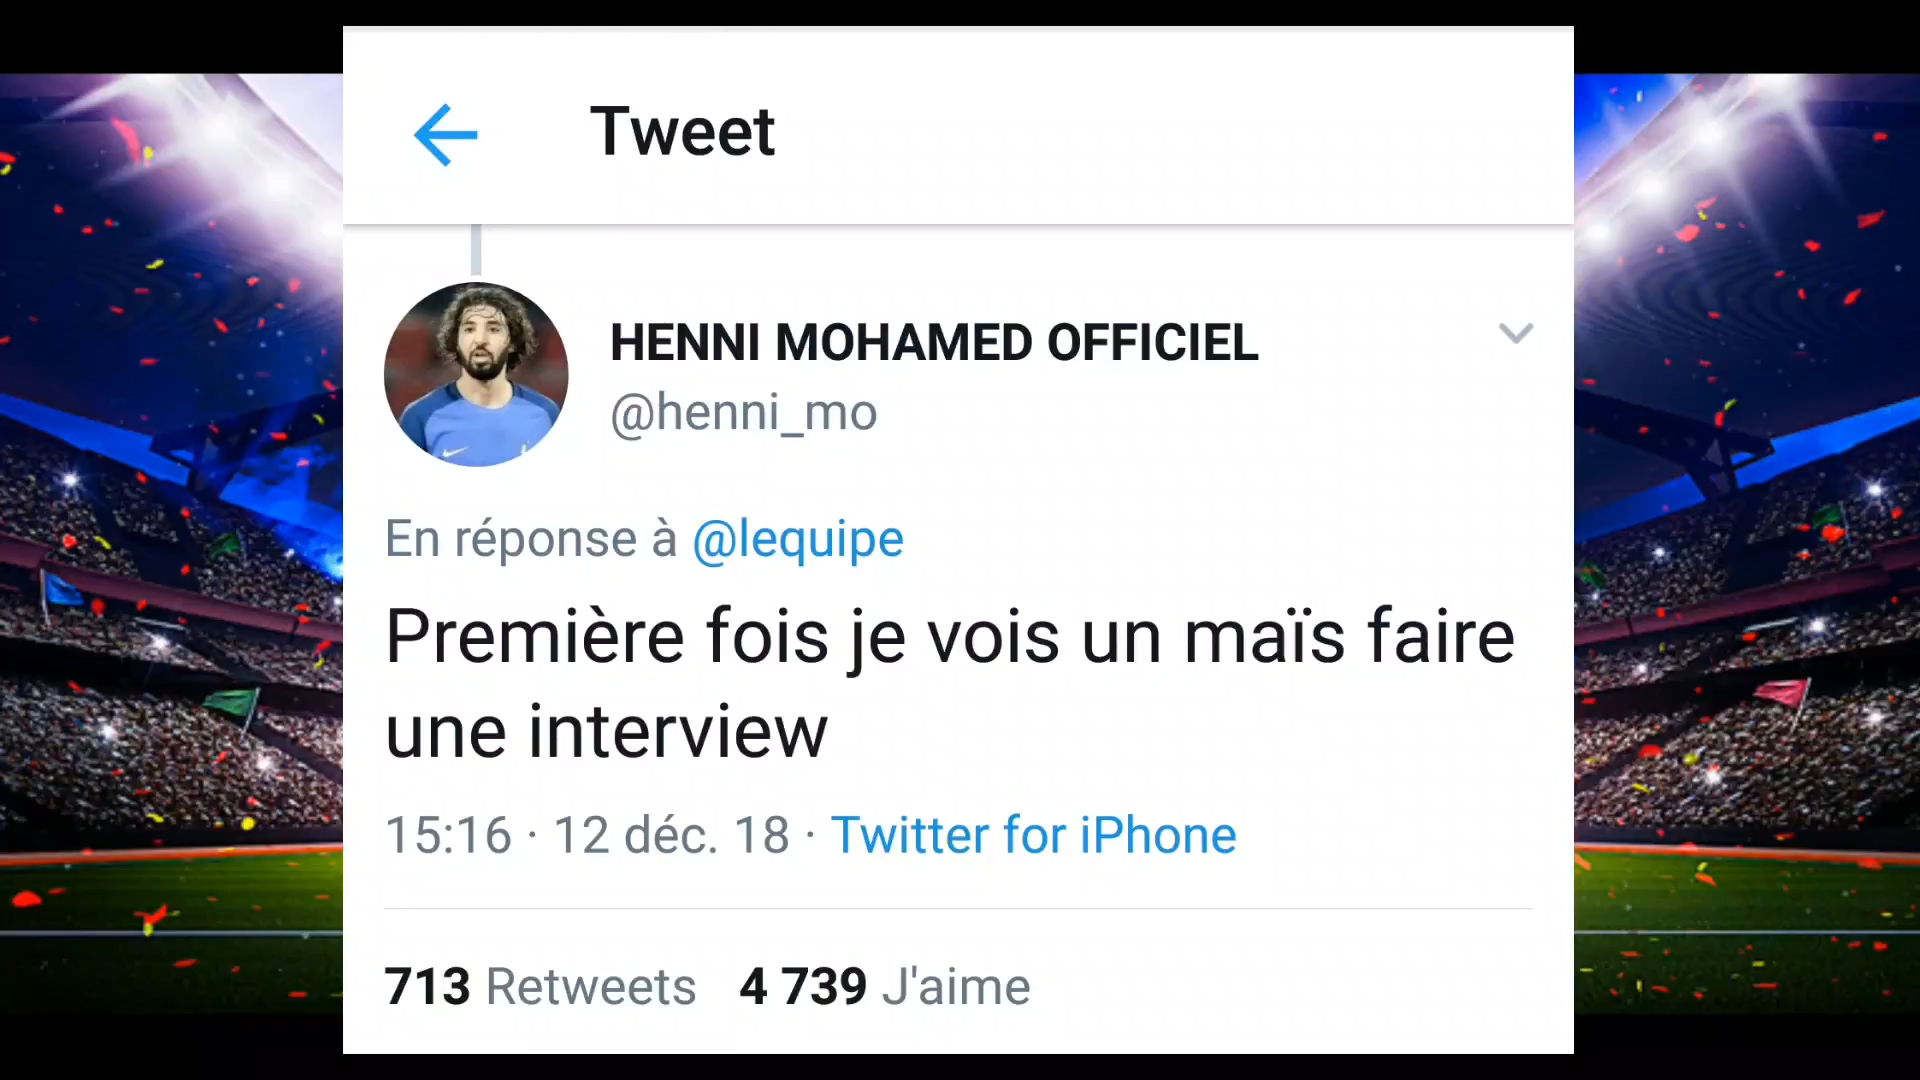 Tweet
HENNI MOHAMED OFFICIEL
@henni_mo
En réponse à @lequipe
Première fois je vois un maïs faire
une interview
15:16 · 12 déc. 18 · Twitter for iPhone
713 Retweets 4 739 J'aime